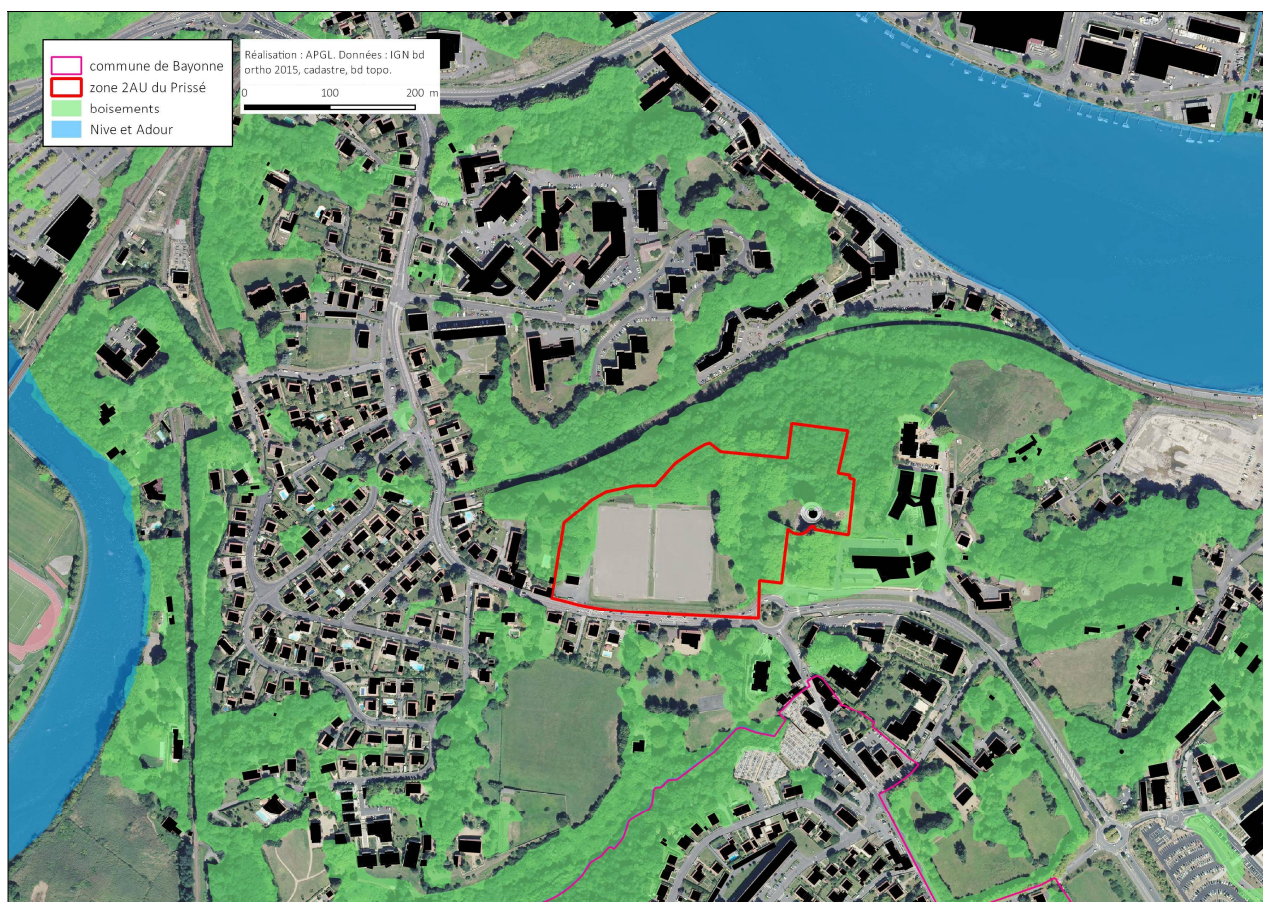 commune de Bayonne
zone 2AU du Prissé
boisements
Nive et Adour
Réalisation : APGL. Données : IGN bd
ortho 2015, cadastre, bd topo.
0 100 200 m